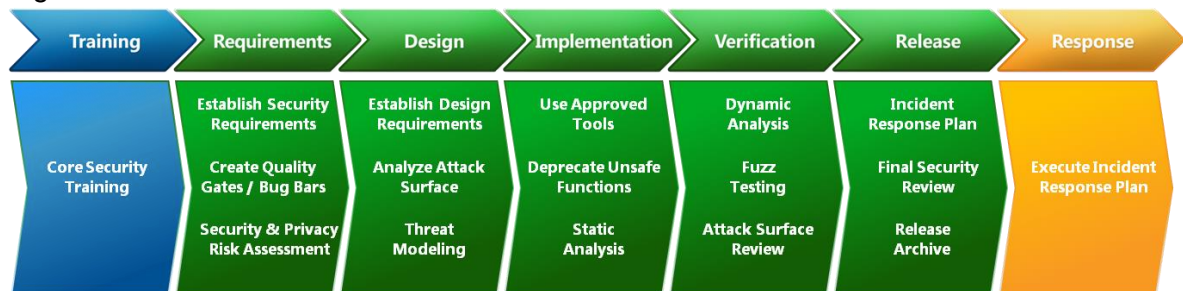 Training
Requirements
Design
Implementation
Verification
Release
Response
Core Security
Training
Establish Security
Requirements
Create Quality
Gates / Bug Bars
Security & Privacy
Risk Assessment
Establish Design
Requirements
Analyze Attack
Surface
Threat
Modeling
Use Approved
Tools
Deprecate Unsafe
Functions
Static
Analysis
Dynamic
Analysis
Fuzz
Testing
Attack Surface
Review
Incident
Response Plan
Final Security
Review
Release
Archive
Execute Incident
Response Plan